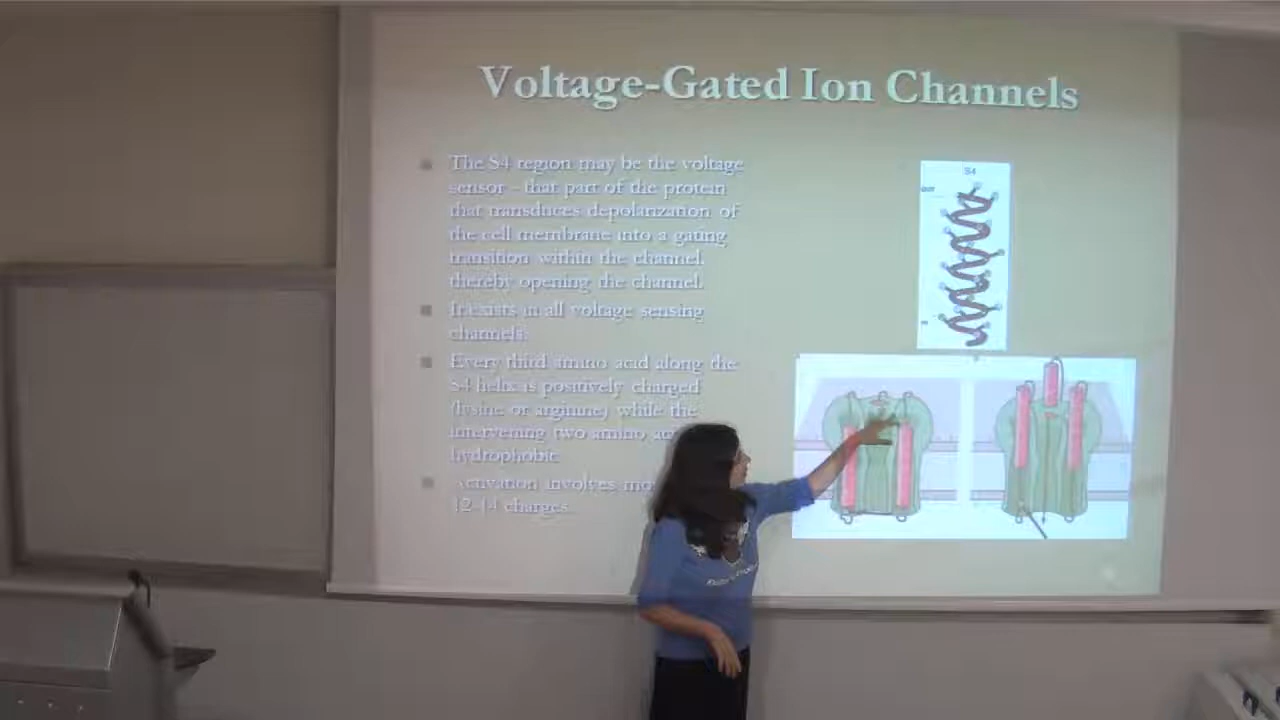 Voltage-Gated Ion Channels
The S4 region may be the voltage
sensor - that part of the protein
that transduces depolarization of
the cell membrane into a gating
transition within the channel
thereby opening the channel.
It exists in all voltage sensing
channels.
Every third amino acid along the
S4 helix is positively charged
(lysine or arginine) while the
intervening two amino
hydrophobic
Activation involves
12-14 charges.
S4
out